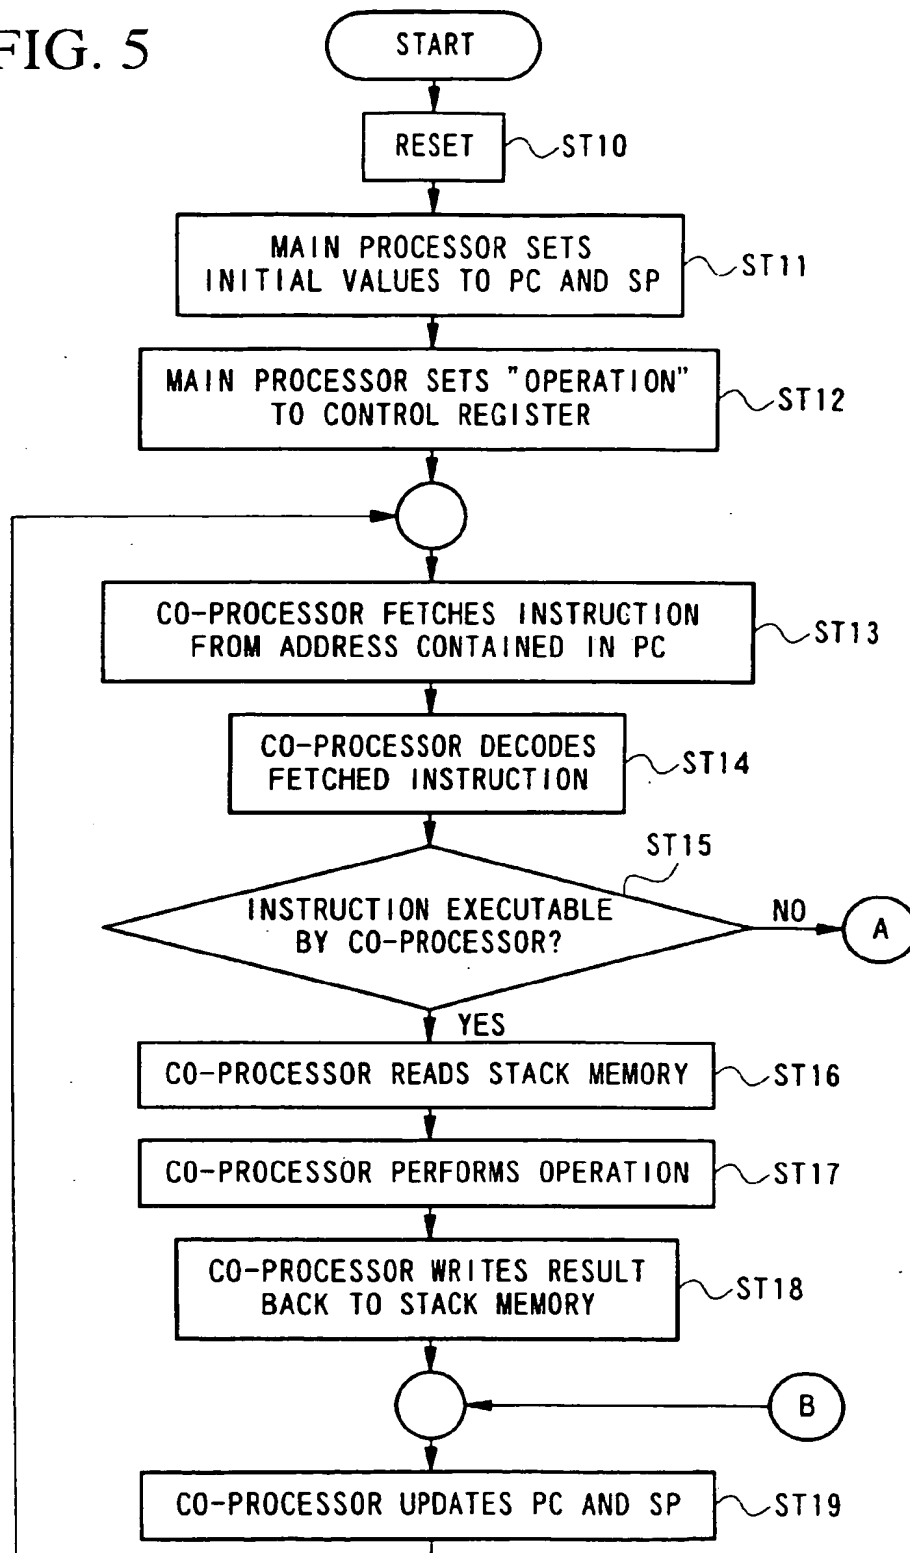 FIG. 5
START
RESET
ST10
MAIN PROCESSOR SETS
INITIAL VALUES TO PC AND SP
ST11
MAIN PROCESSOR SETS "OPERATION"
TO CONTROL REGISTER
ST12
CO-PROCESSOR FETCHES INSTRUCTION
FROM ADDRESS CONTAINED IN PC
ST13
CO-PROCESSOR DECODES
FETCHED INSTRUCTION
ST14
ST15
INSTRUCTION EXECUTABLE
BY CO-PROCESSOR?
NO
A
YES
CO-PROCESSOR READS STACK MEMORY
ST16
CO-PROCESSOR PERFORMS OPERATION
ST17
CO-PROCESSOR WRITES RESULT
BACK TO STACK MEMORY
ST18
B
CO-PROCESSOR UPDATES PC AND SP
ST19